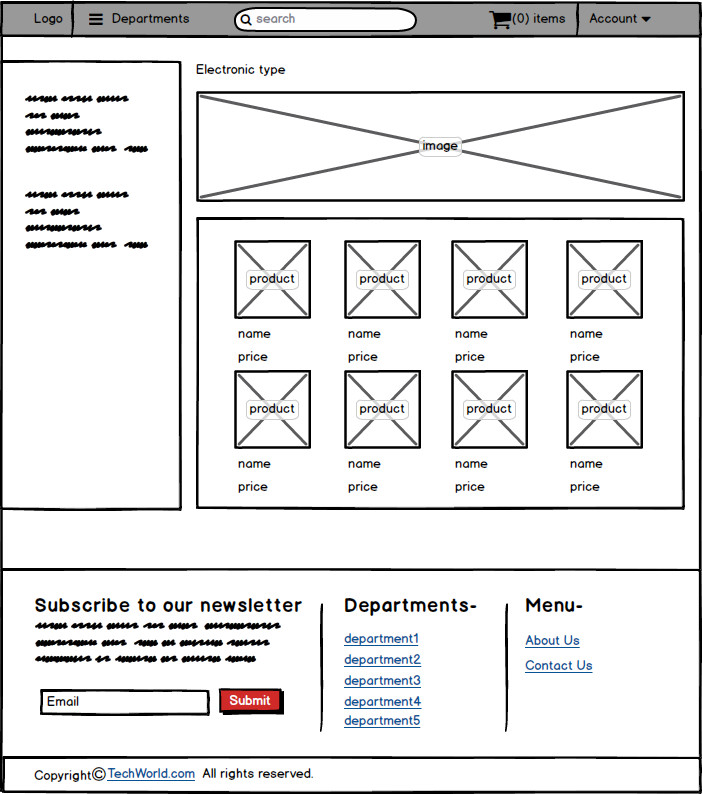 Logo Departments search (0) items Account
Electronic type
image
product product product product
name name name name
price price price price
product product product product
name name name name
price price price price
Subscribe to our newsletter
Email Submit
Departments-
department1
department2
department3
department4
department5
Menu-
About Us
Contact Us
Copyright© TechWorld.com All rights reserved.